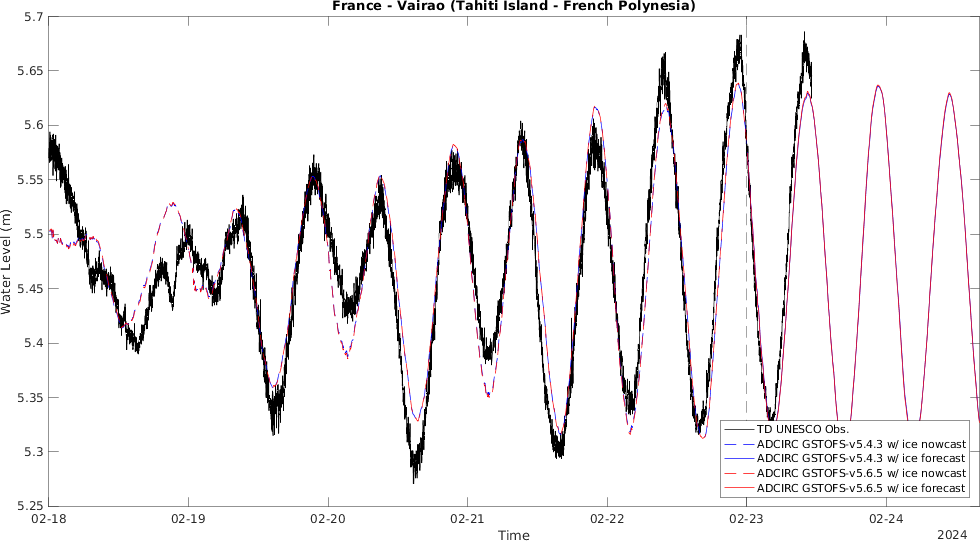 France - Vairao (Tahiti Island - French Polynesia)
5.7
5.65
5.6
5.55
5.5
5.45
5.4
5.35
5.3
5.25
Water Level (m)
TD UNESCO Obs.
ADCIRC GSTOFS-v5.4.3 w/ ice nowcast
ADCIRC GSTOFS-v5.4.3 w/ ice forecast
ADCIRC GSTOFS-v5.6.5 w/ ice nowcast
ADCIRC GSTOFS-v5.6.5 w/ ice forecast
02-18 02-19 02-20 02-21 02-22 02-23 02-24
Time
2024